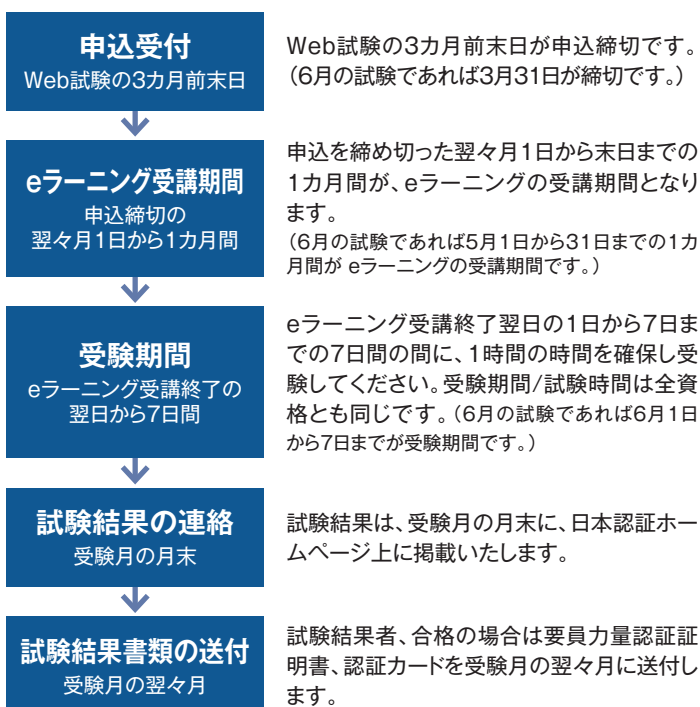 申込受付
Web試験の3カ月前末日
Web試験の3カ月前末日が申込締切です。
（6月の試験であれば3月31日が締切です。）
eラーニング受講期間
申込締切の
翌々月1日から1カ月間
申込を締め切った翌々月1日から末日までの
1カ月間が、eラーニングの受講期間となり
ます。
（6月の試験であれば5月1日から31日までの1カ
月間が eラーニングの受講期間です。）
受験期間
eラーニング受講終了の
翌日から7日間
eラーニング受講終了翌日の1日から7日ま
での7日間の間に、1時間の時間を確保し受
験してください。受験期間/試験時間は全資
格とも同じです。（6月の試験であれば6月1日
から7日までが受験期間です。）
試験結果の連絡
受験月の月末
試験結果は、受験月の月末に、日本認証ホー
ムページ上に掲載いたします。
試験結果書類の送付
受験月の翌々月
試験結果者、合格の場合は要員力量認証証
明書、認証カードを受験月の翌々月に送付し
ます。